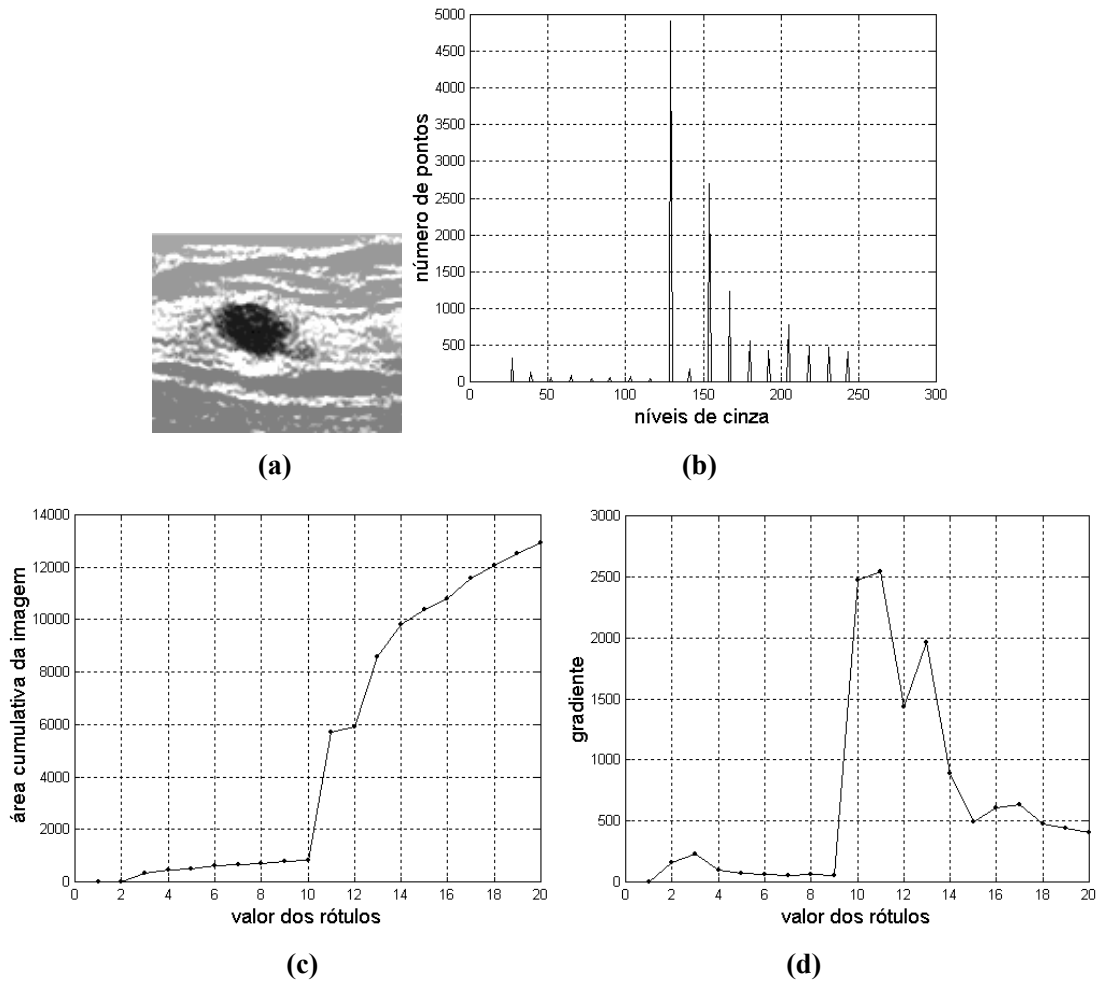 5000
4500
4000
3500
3000
2500
2000
1500
1000
500
0
número de pontos
0 50 100 150 200 250 300
níveis de cinza
(a)
(b)
14000
12000
10000
8000
6000
4000
2000
0
área cumulativa da imagem
0 2 4 6 8 10 12 14 16 18 20
valor dos rótulos
(c)
3000
2500
2000
1500
1000
500
0
gradiente
0 2 4 6 8 10 12 14 16 18 20
valor dos rótulos
(d)